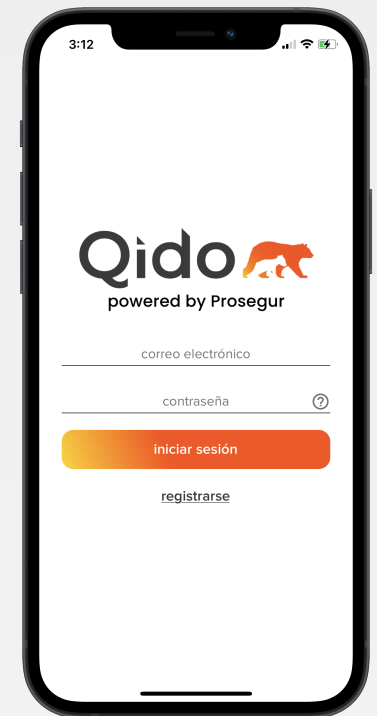 3:12
Qido
powered by Prosegur
correo electrónico
contraseña ?
iniciar sesión
registrarse